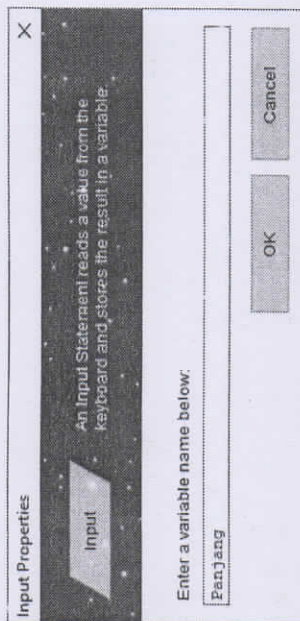 Input Properties
Input
An Input Statement reads a value from the
keyboard and stores the result in a variable.
Enter a variable name below:
Panjang
OK
Cancel